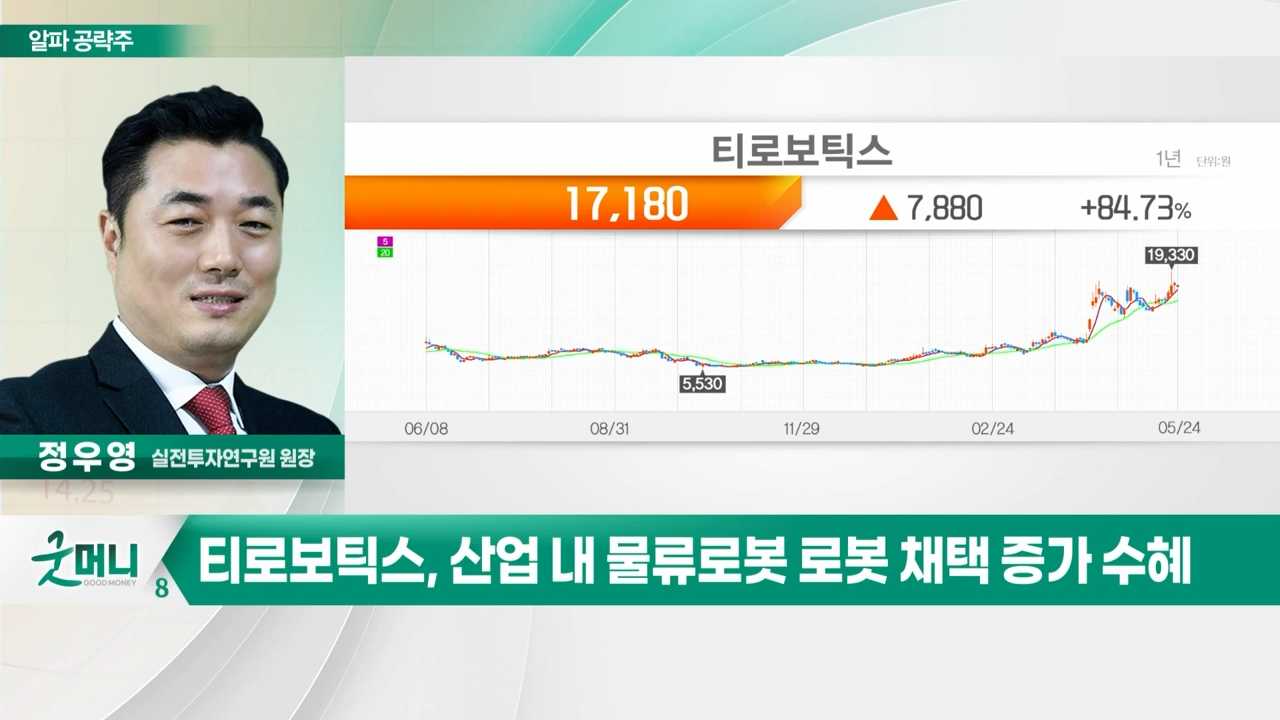 알파 공략주
티로보틱스
1년 단위:원
17,180 ▲ 7,880 +84.73%
5
20
19,330
5,530
06/08 08/31 11/29 02/24 05/24
정우영 실전투자연구원 원장
14.25
굿머니
GOOD MONEY
8
티로보틱스, 산업 내 물류로봇 로봇 채택 증가 수혜